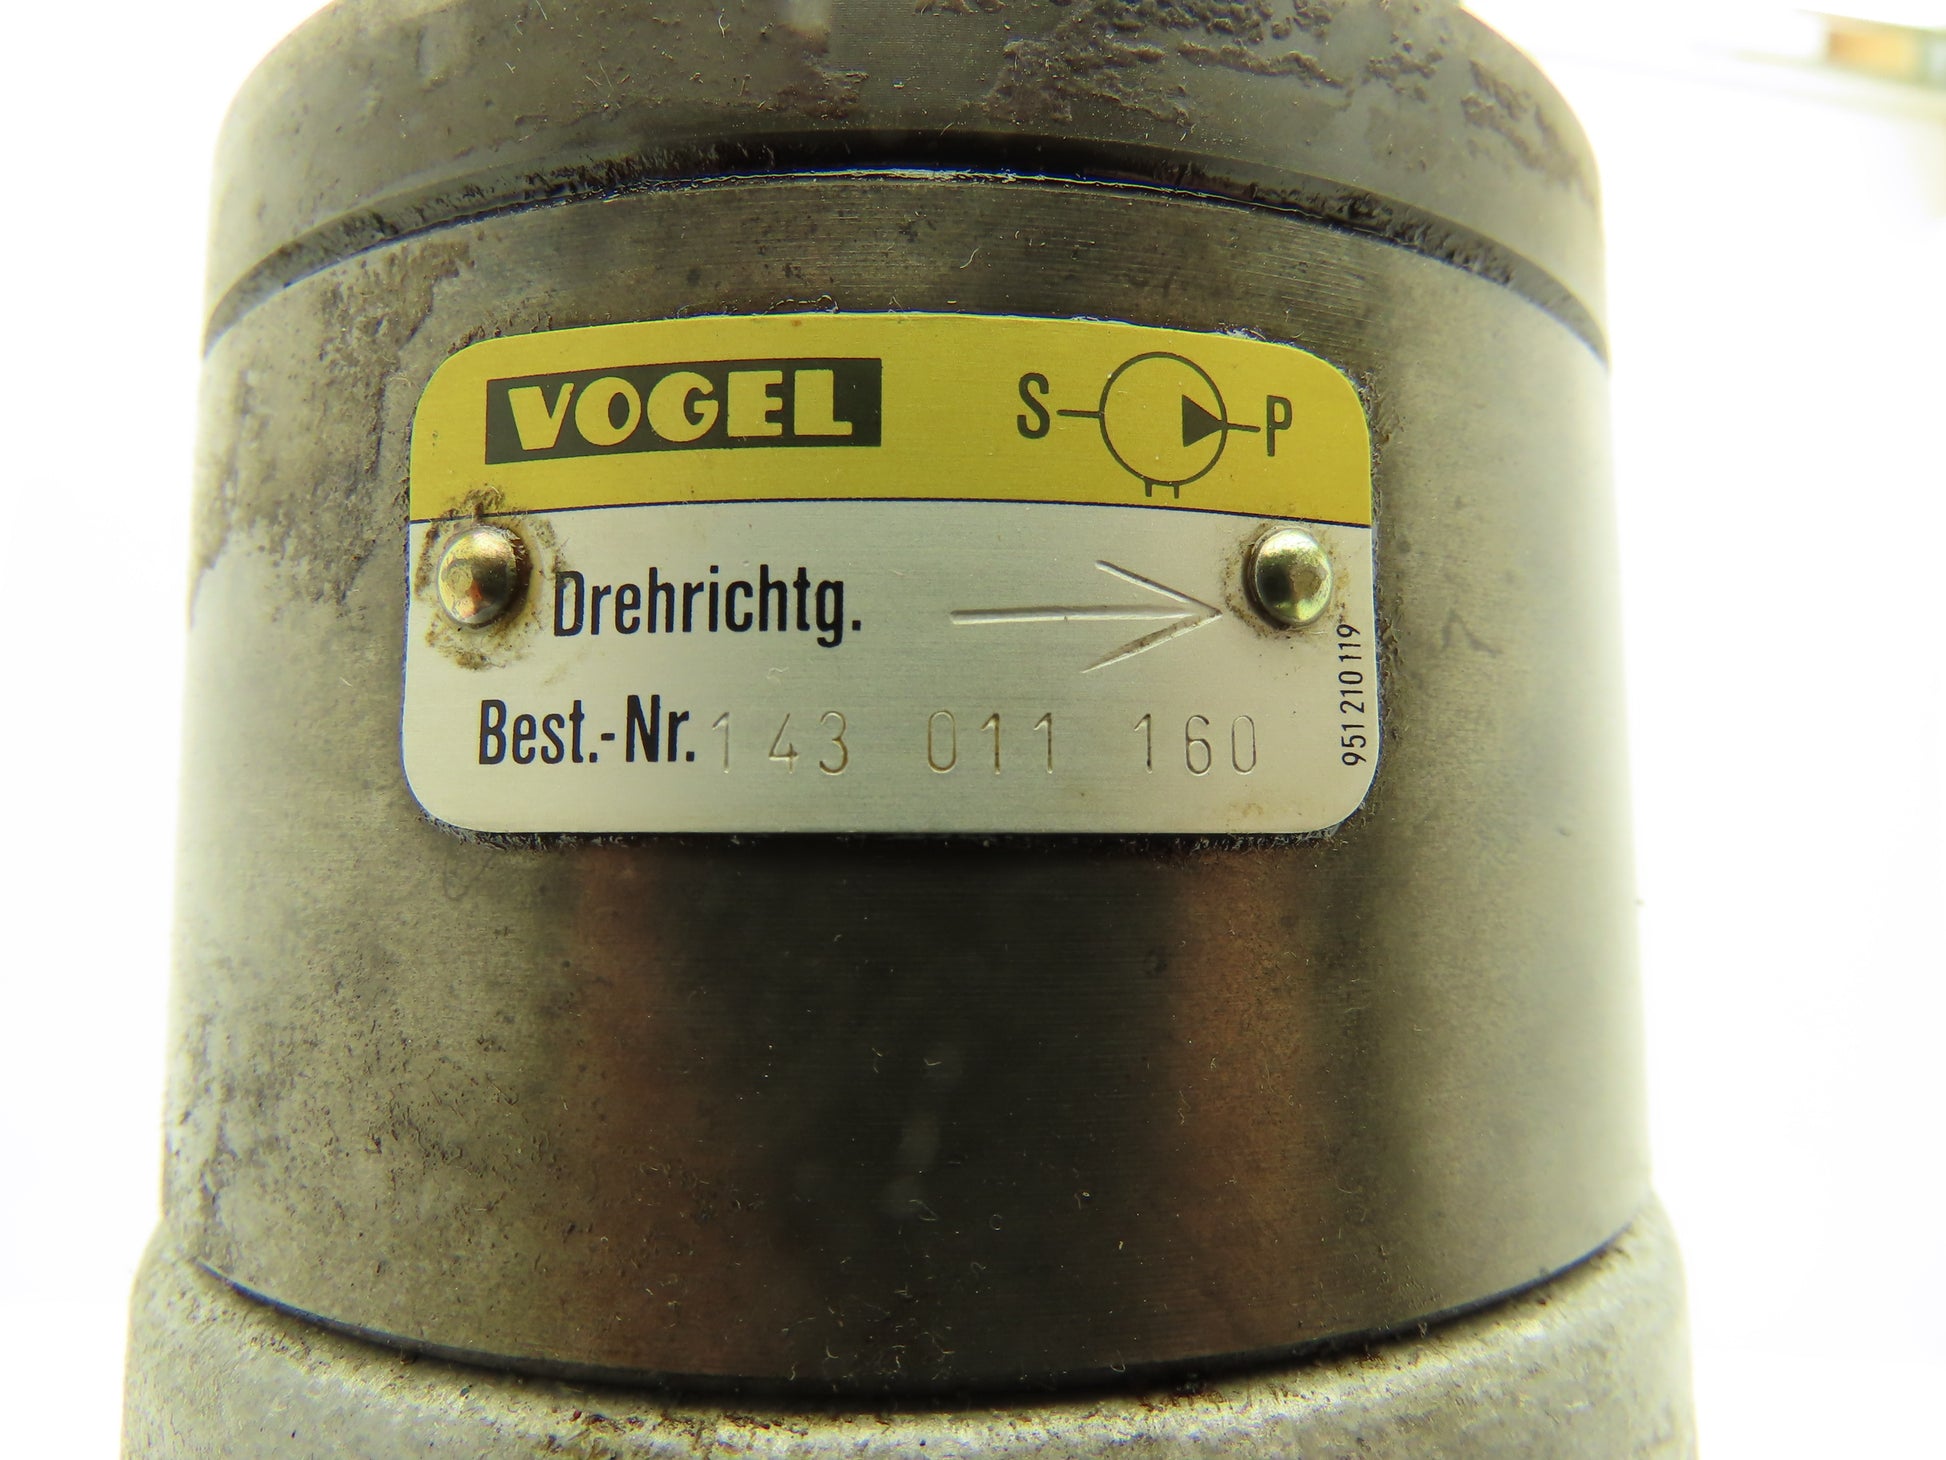 VOGEL
S P
Drehrichtg.
Best.-Nr. 143 011 160
951 210 119